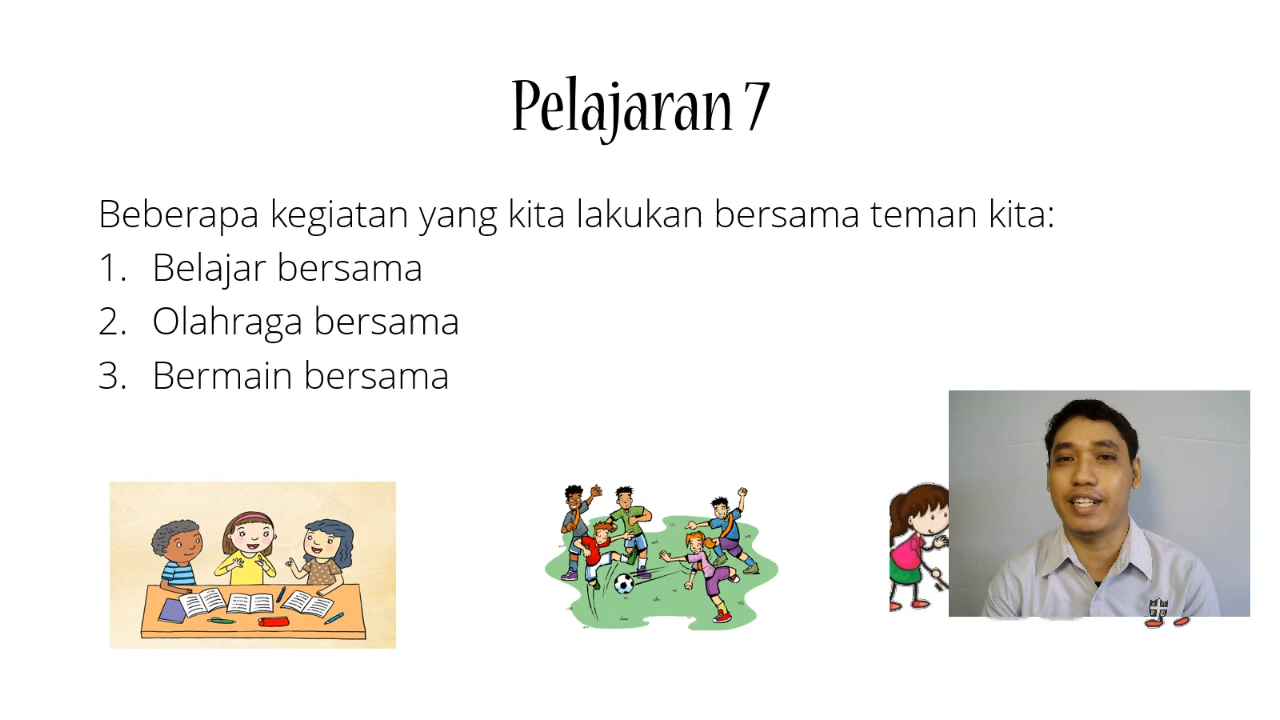 Pelajaran 7
Beberapa kegiatan yang kita lakukan bersama teman kita:
1. Belajar bersama
2. Olahraga bersama
3. Bermain bersama